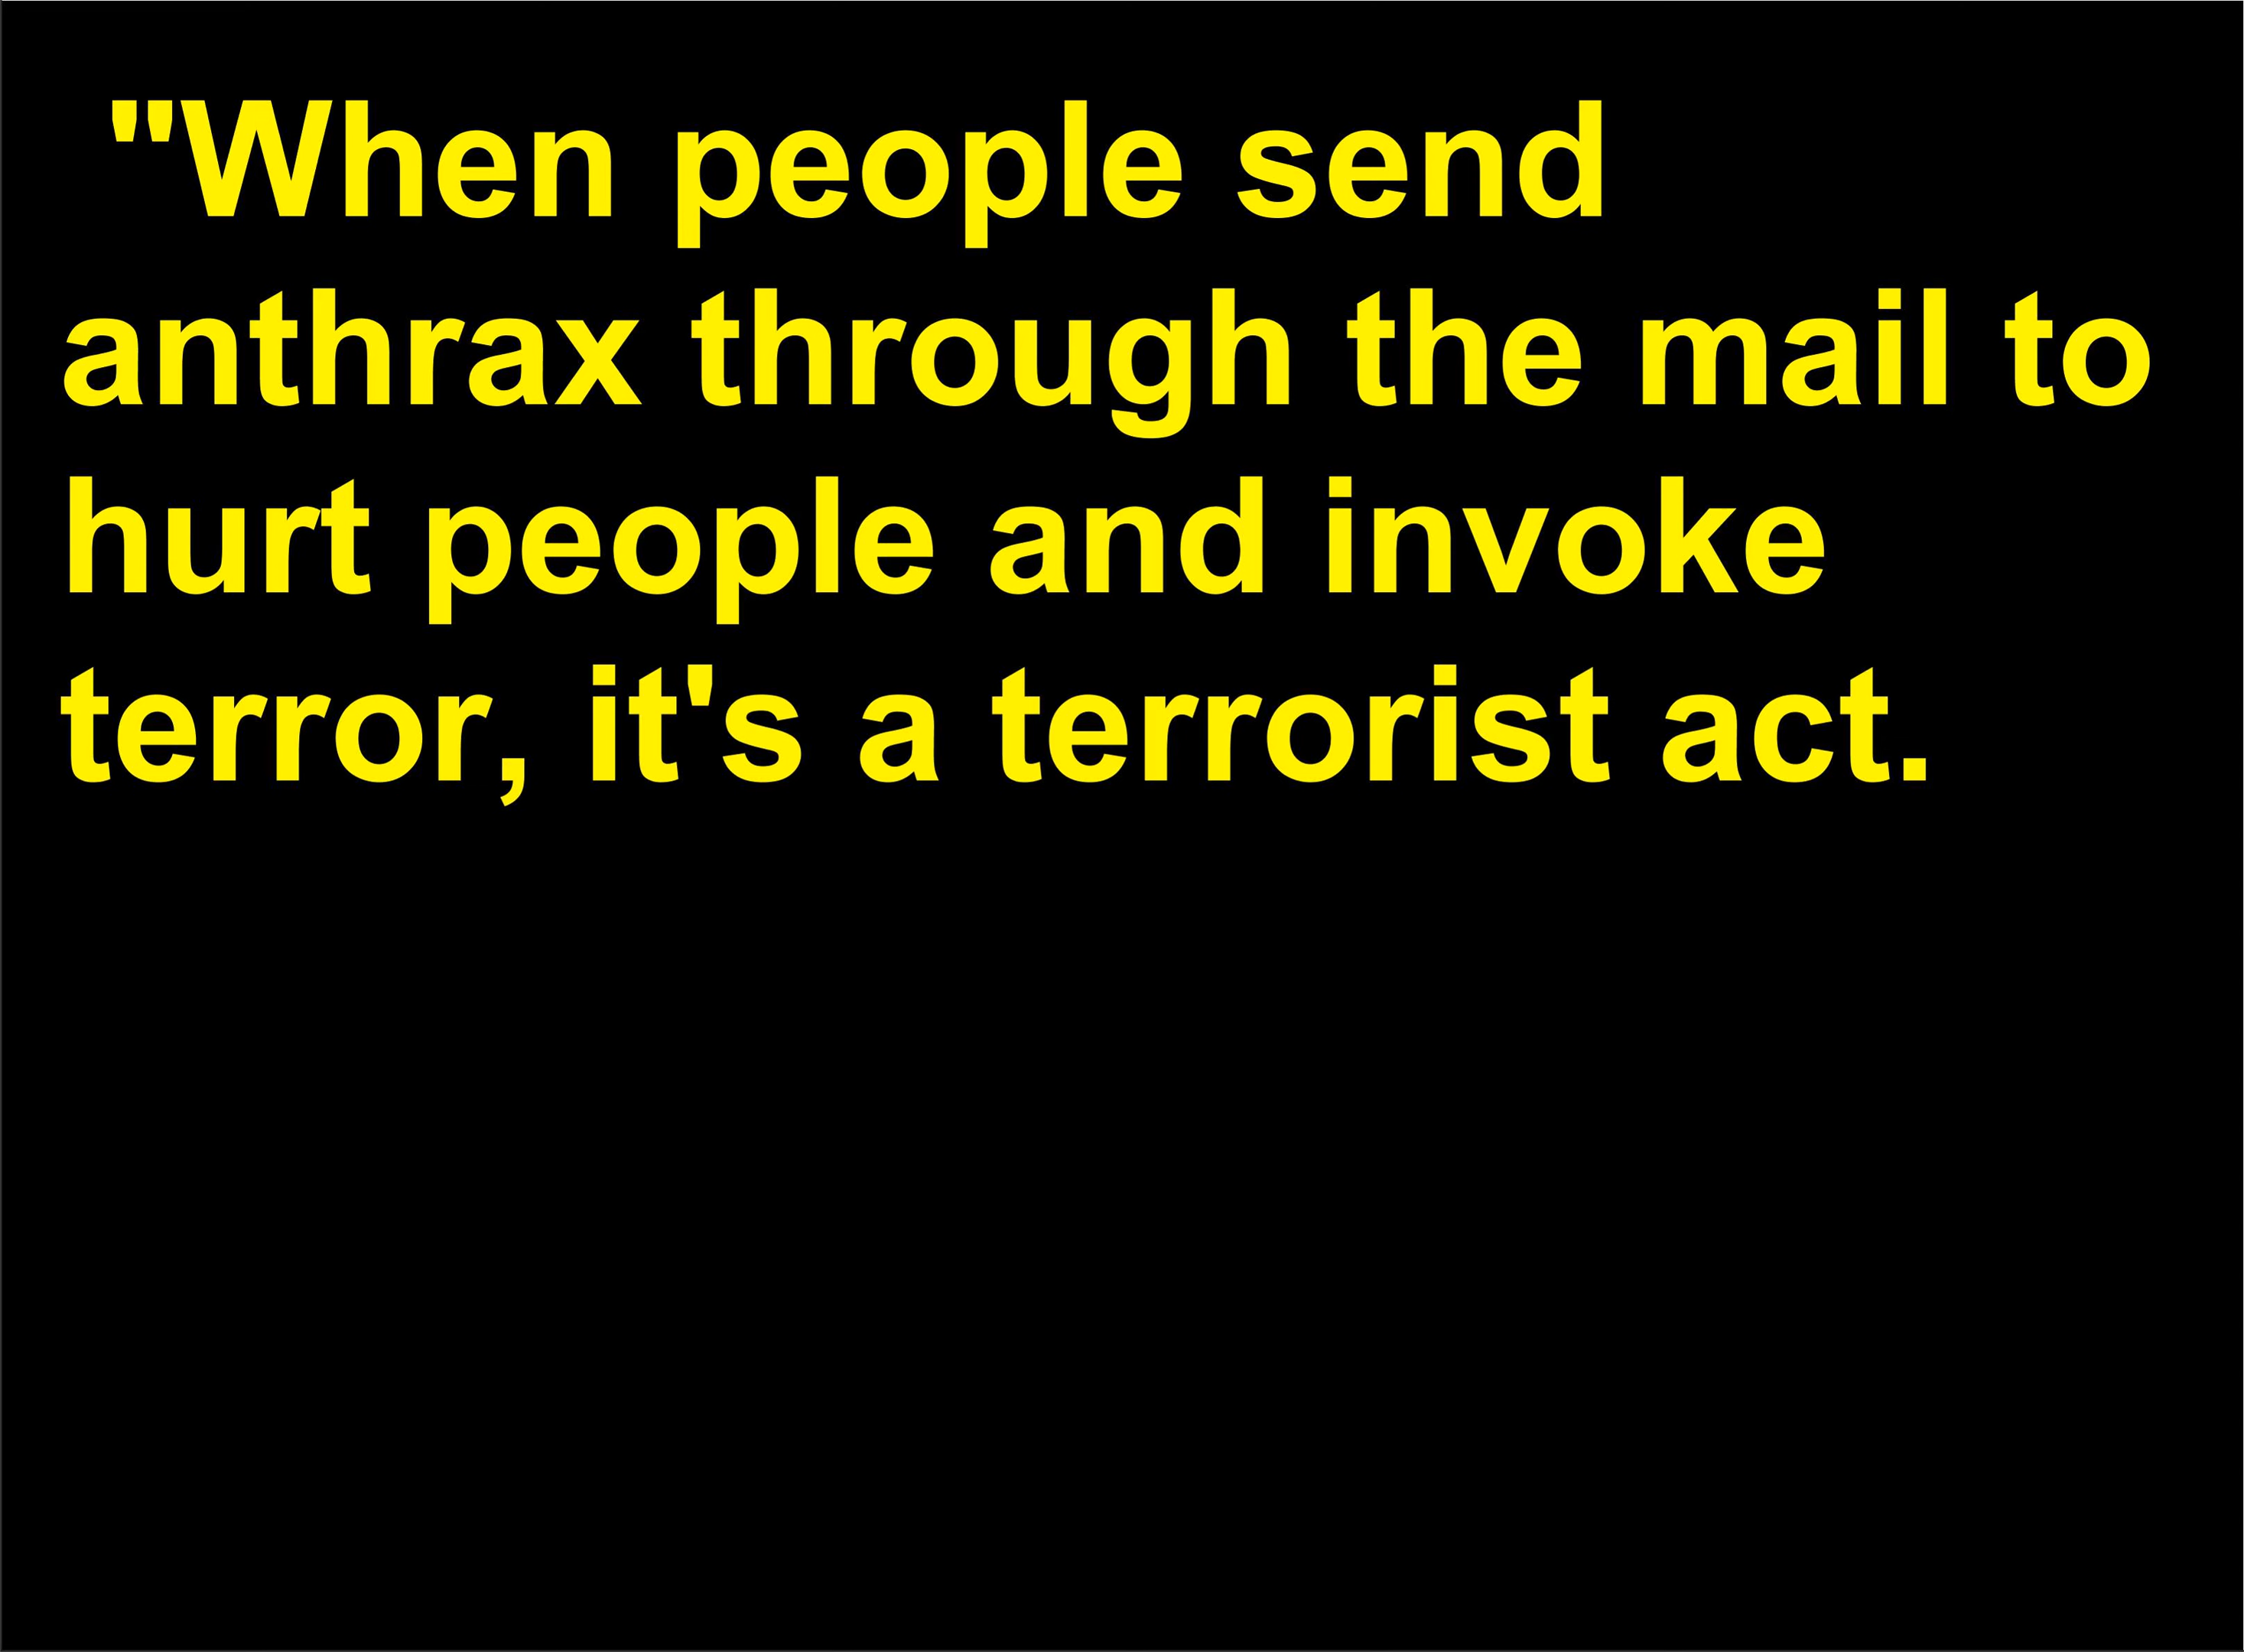 "When people send
anthrax through the mail to
hurt people and invoke
terror, it's a terrorist act.